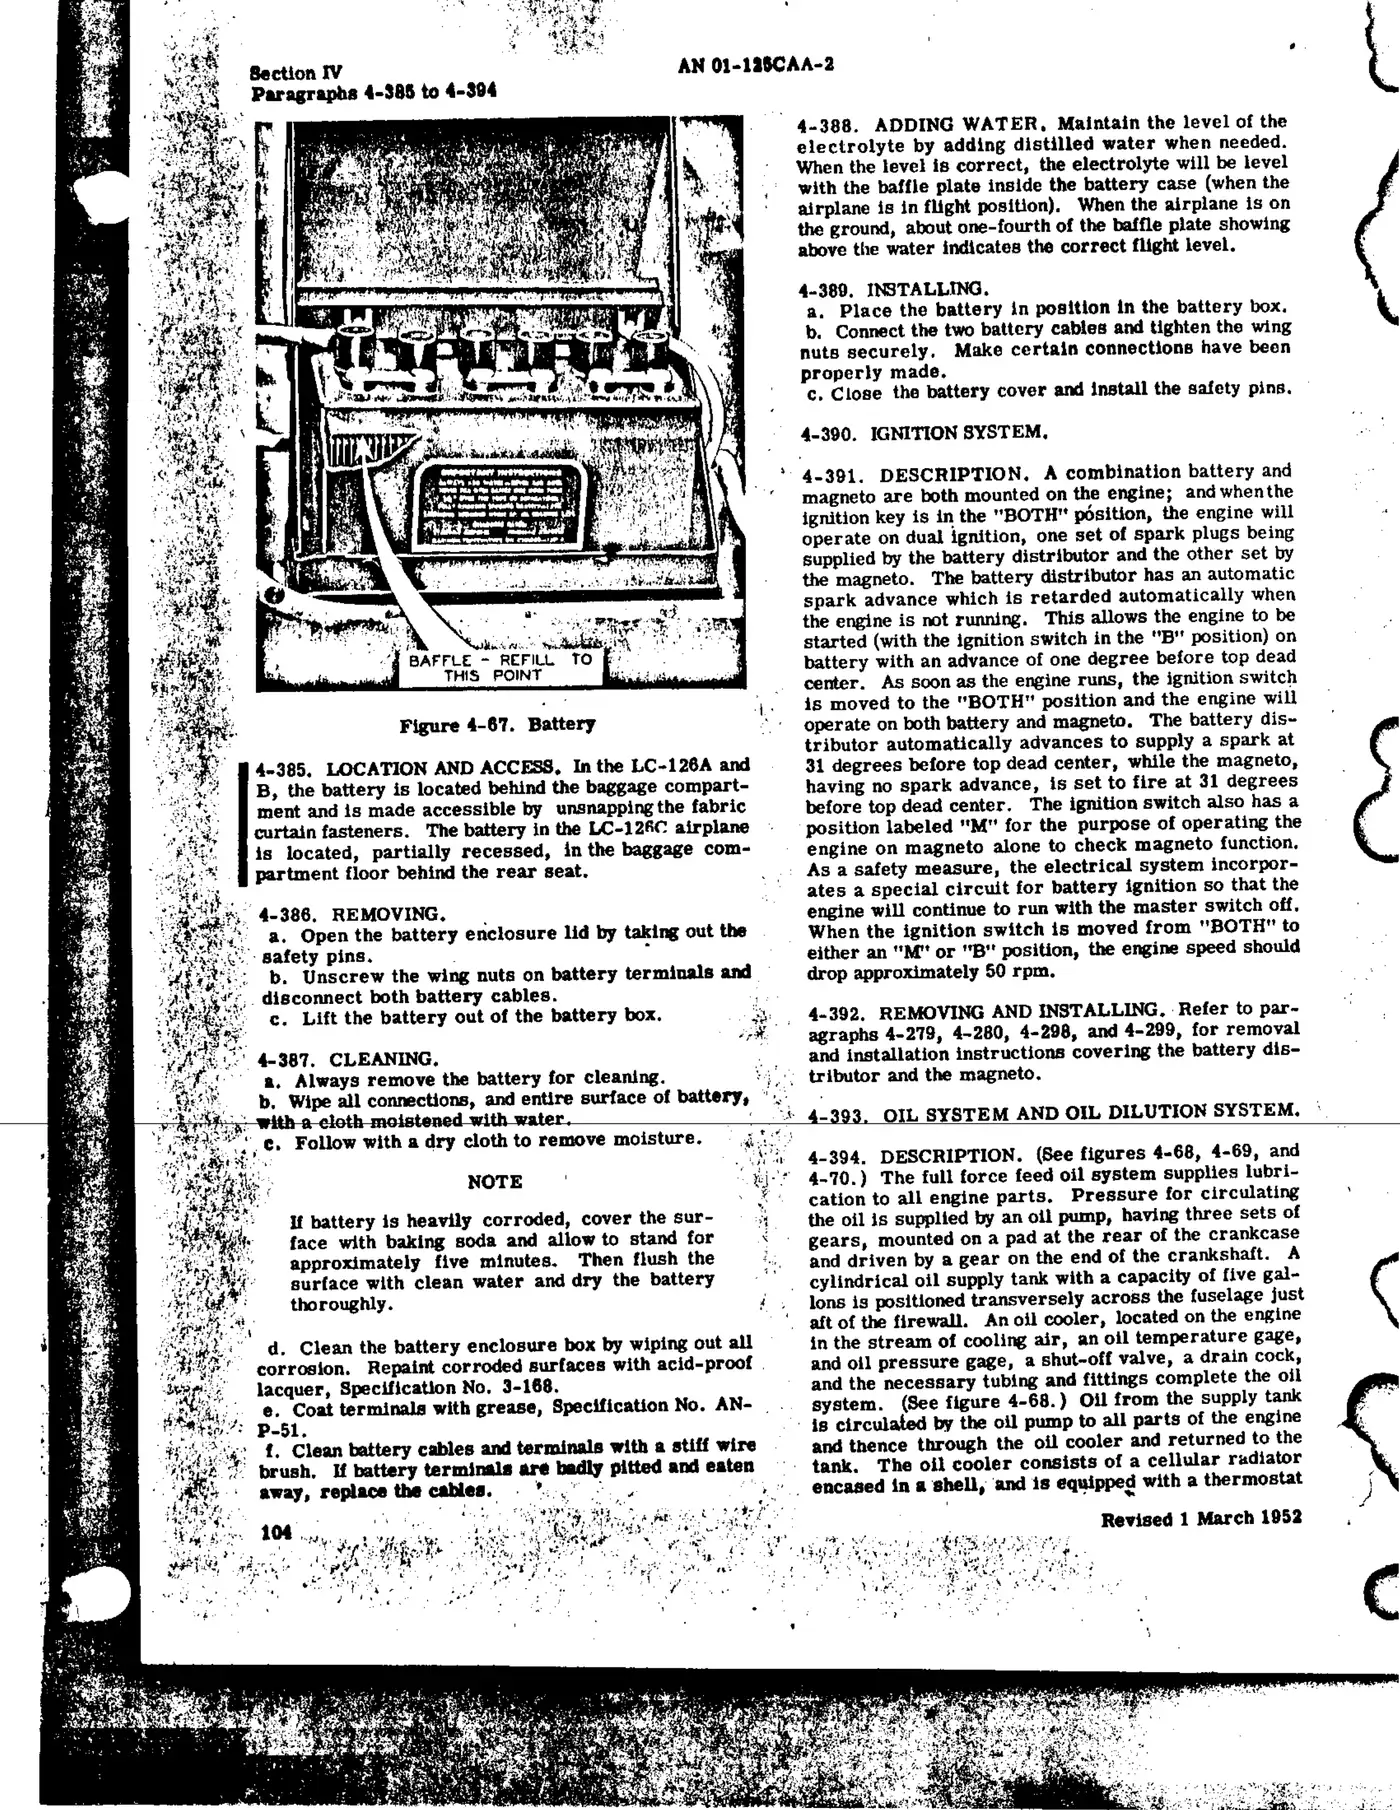 Section IV
Paragraphs 4-385 to 4-394
AN 01-125CAA-2
BAFFLE - REFILL TO
THIS POINT
Figure 4-67. Battery
4-385. LOCATION AND ACCESS. In the LC-126A and
B, the battery is located behind the baggage compart-
ment and is made accessible by unsnapping the fabric
curtain fasteners. The battery in the LC-126C airplane
is located, partially recessed, in the baggage com-
partment floor behind the rear seat.
4-386. REMOVING.
a. Open the battery enclosure lid by taking out the
safety pins.
b. Unscrew the wing nuts on battery terminals and
disconnect both battery cables.
c. Lift the battery out of the battery box.
4-387. CLEANING.
a. Always remove the battery for cleaning.
b. Wipe all connections, and entire surface of battery,
with a cloth moistened with water.
c. Follow with a dry cloth to remove moisture.
NOTE
If battery is heavily corroded, cover the sur-
face with baking soda and allow to stand for
approximately five minutes. Then flush the
surface with clean water and dry the battery
thoroughly.
d. Clean the battery enclosure box by wiping out all
corrosion. Repaint corroded surfaces with acid-proof
lacquer, Specification No. 3-168.
e. Coat terminals with grease, Specification No. AN-
P-51.
f. Clean battery cables and terminals with a stiff wire
brush. If battery terminals are badly pitted and eaten
away, replace the cables.
104
4-388. ADDING WATER. Maintain the level of the
electrolyte by adding distilled water when needed.
When the level is correct, the electrolyte will be level
with the baffle plate inside the battery case (when the
airplane is in flight position). When the airplane is on
the ground, about one-fourth of the baffle plate showing
above the water indicates the correct flight level.
4-389. INSTALLING.
a. Place the battery in position in the battery box.
b. Connect the two battery cables and tighten the wing
nuts securely. Make certain connections have been
properly made.
c. Close the battery cover and install the safety pins.
4-390. IGNITION SYSTEM.
4-391. DESCRIPTION. A combination battery and
magneto are both mounted on the engine; and when the
ignition key is in the "BOTH" position, the engine will
operate on dual ignition, one set of spark plugs being
supplied by the battery distributor and the other set by
the magneto. The battery distributor has an automatic
spark advance which is retarded automatically when
the engine is not running. This allows the engine to be
started (with the ignition switch in the "B" position) on
battery with an advance of one degree before top dead
center. As soon as the engine runs, the ignition switch
is moved to the "BOTH" position and the engine will
operate on both battery and magneto. The battery dis-
tributor automatically advances to supply a spark at
31 degrees before top dead center, while the magneto,
having no spark advance, is set to fire at 31 degrees
before top dead center. The ignition switch also has a
position labeled "M" for the purpose of operating the
engine on magneto alone to check magneto function.
As a safety measure, the electrical system incorpor-
ates a special circuit for battery ignition so that the
engine will continue to run with the master switch off.
When the ignition switch is moved from "BOTH" to
either an "M" or "B" position, the engine speed should
drop approximately 50 rpm.
4-392. REMOVING AND INSTALLING. Refer to par-
agraphs 4-279, 4-280, 4-298, and 4-299, for removal
and installation instructions covering the battery dis-
tributor and the magneto.
4-393. OIL SYSTEM AND OIL DILUTION SYSTEM.
4-394. DESCRIPTION. (See figures 4-68, 4-69, and
4-70.) The full force feed oil system supplies lubri-
cation to all engine parts. Pressure for circulating
the oil is supplied by an oil pump, having three sets of
gears, mounted on a pad at the rear of the crankcase
and driven by a gear on the end of the crankshaft. A
cylindrical oil supply tank with a capacity of five gal-
lons is positioned transversely across the fuselage just
aft of the firewall. An oil cooler, located on the engine
in the stream of cooling air, an oil temperature gage,
and oil pressure gage, a shut-off valve, a drain cock,
and the necessary tubing and fittings complete the oil
system. (See figure 4-68.) Oil from the supply tank
is circulated by the oil pump to all parts of the engine
and thence through the oil cooler and returned to the
tank. The oil cooler consists of a cellular radiator
encased in a shell, and is equipped with a thermostat
Revised 1 March 1952